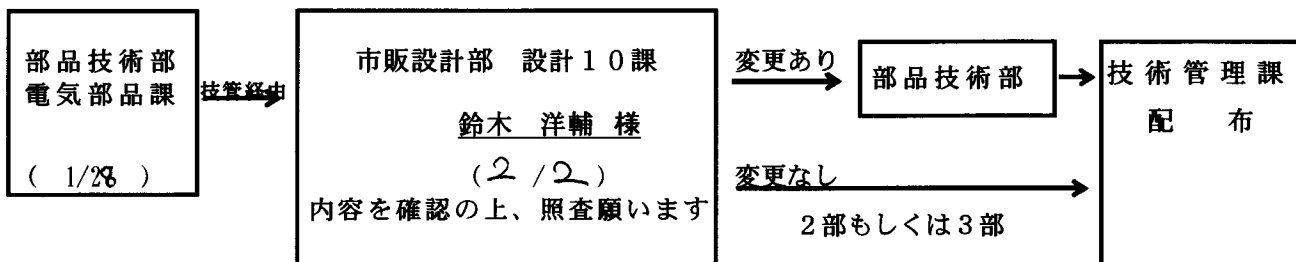 部品技術部
電気部品課
( 1/28 )
技管経由
市販設計部 設計10課
鈴木 洋輔 様
(2/2)
内容を確認の上、照査願います
変更あり
部品技術部
変更なし
2部もしくは3部
技術管理課
配 布